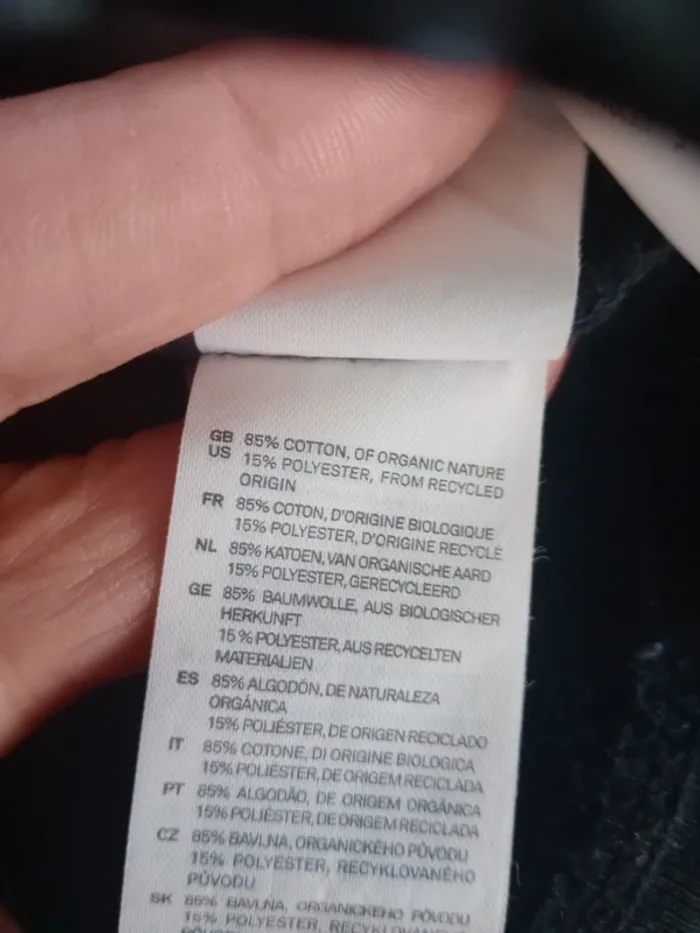 GB 85% COTTON, OF ORGANIC NATURE
US 15% POLYESTER, FROM RECYCLED
ORIGIN
FR 85% COTON, D'ORIGINE BIOLOGIQUE
15% POLYESTER, D'ORIGINE RECYCLÉ
NL 85% KATOEN, VAN ORGANISCHE AARD
15% POLYESTER, GERECYCLEERD
GE 85% BAUMWOLLE, AUS BIOLOGISCHER
HERKUNFT
15% POLYESTER, AUS RECYCELTEN
MATERIALIEN
ES 85% ALGODÓN, DE NATURALEZA
ORGÁNICA
15% POLIÉSTER, DE ORIGEN RECICLADO
IT 85% COTONE, DI ORIGINE BIOLOGICA
15% POLIESTER, DE ORIGEM RECICLADA
PT 85% ALGODÃO, DE ORIGEM ORGÂNICA
15% POLIÉSTER, DE ORIGEM RECICLADA
CZ 85% BAVLNA, ORGANICKÉHO PŮVODU
15% POLYESTER, RECYKLOVANÉHO
PŮVODU
SK 85% BAVLNA, ORGANICKÉHO PÔVODU
15% POLYESTER,